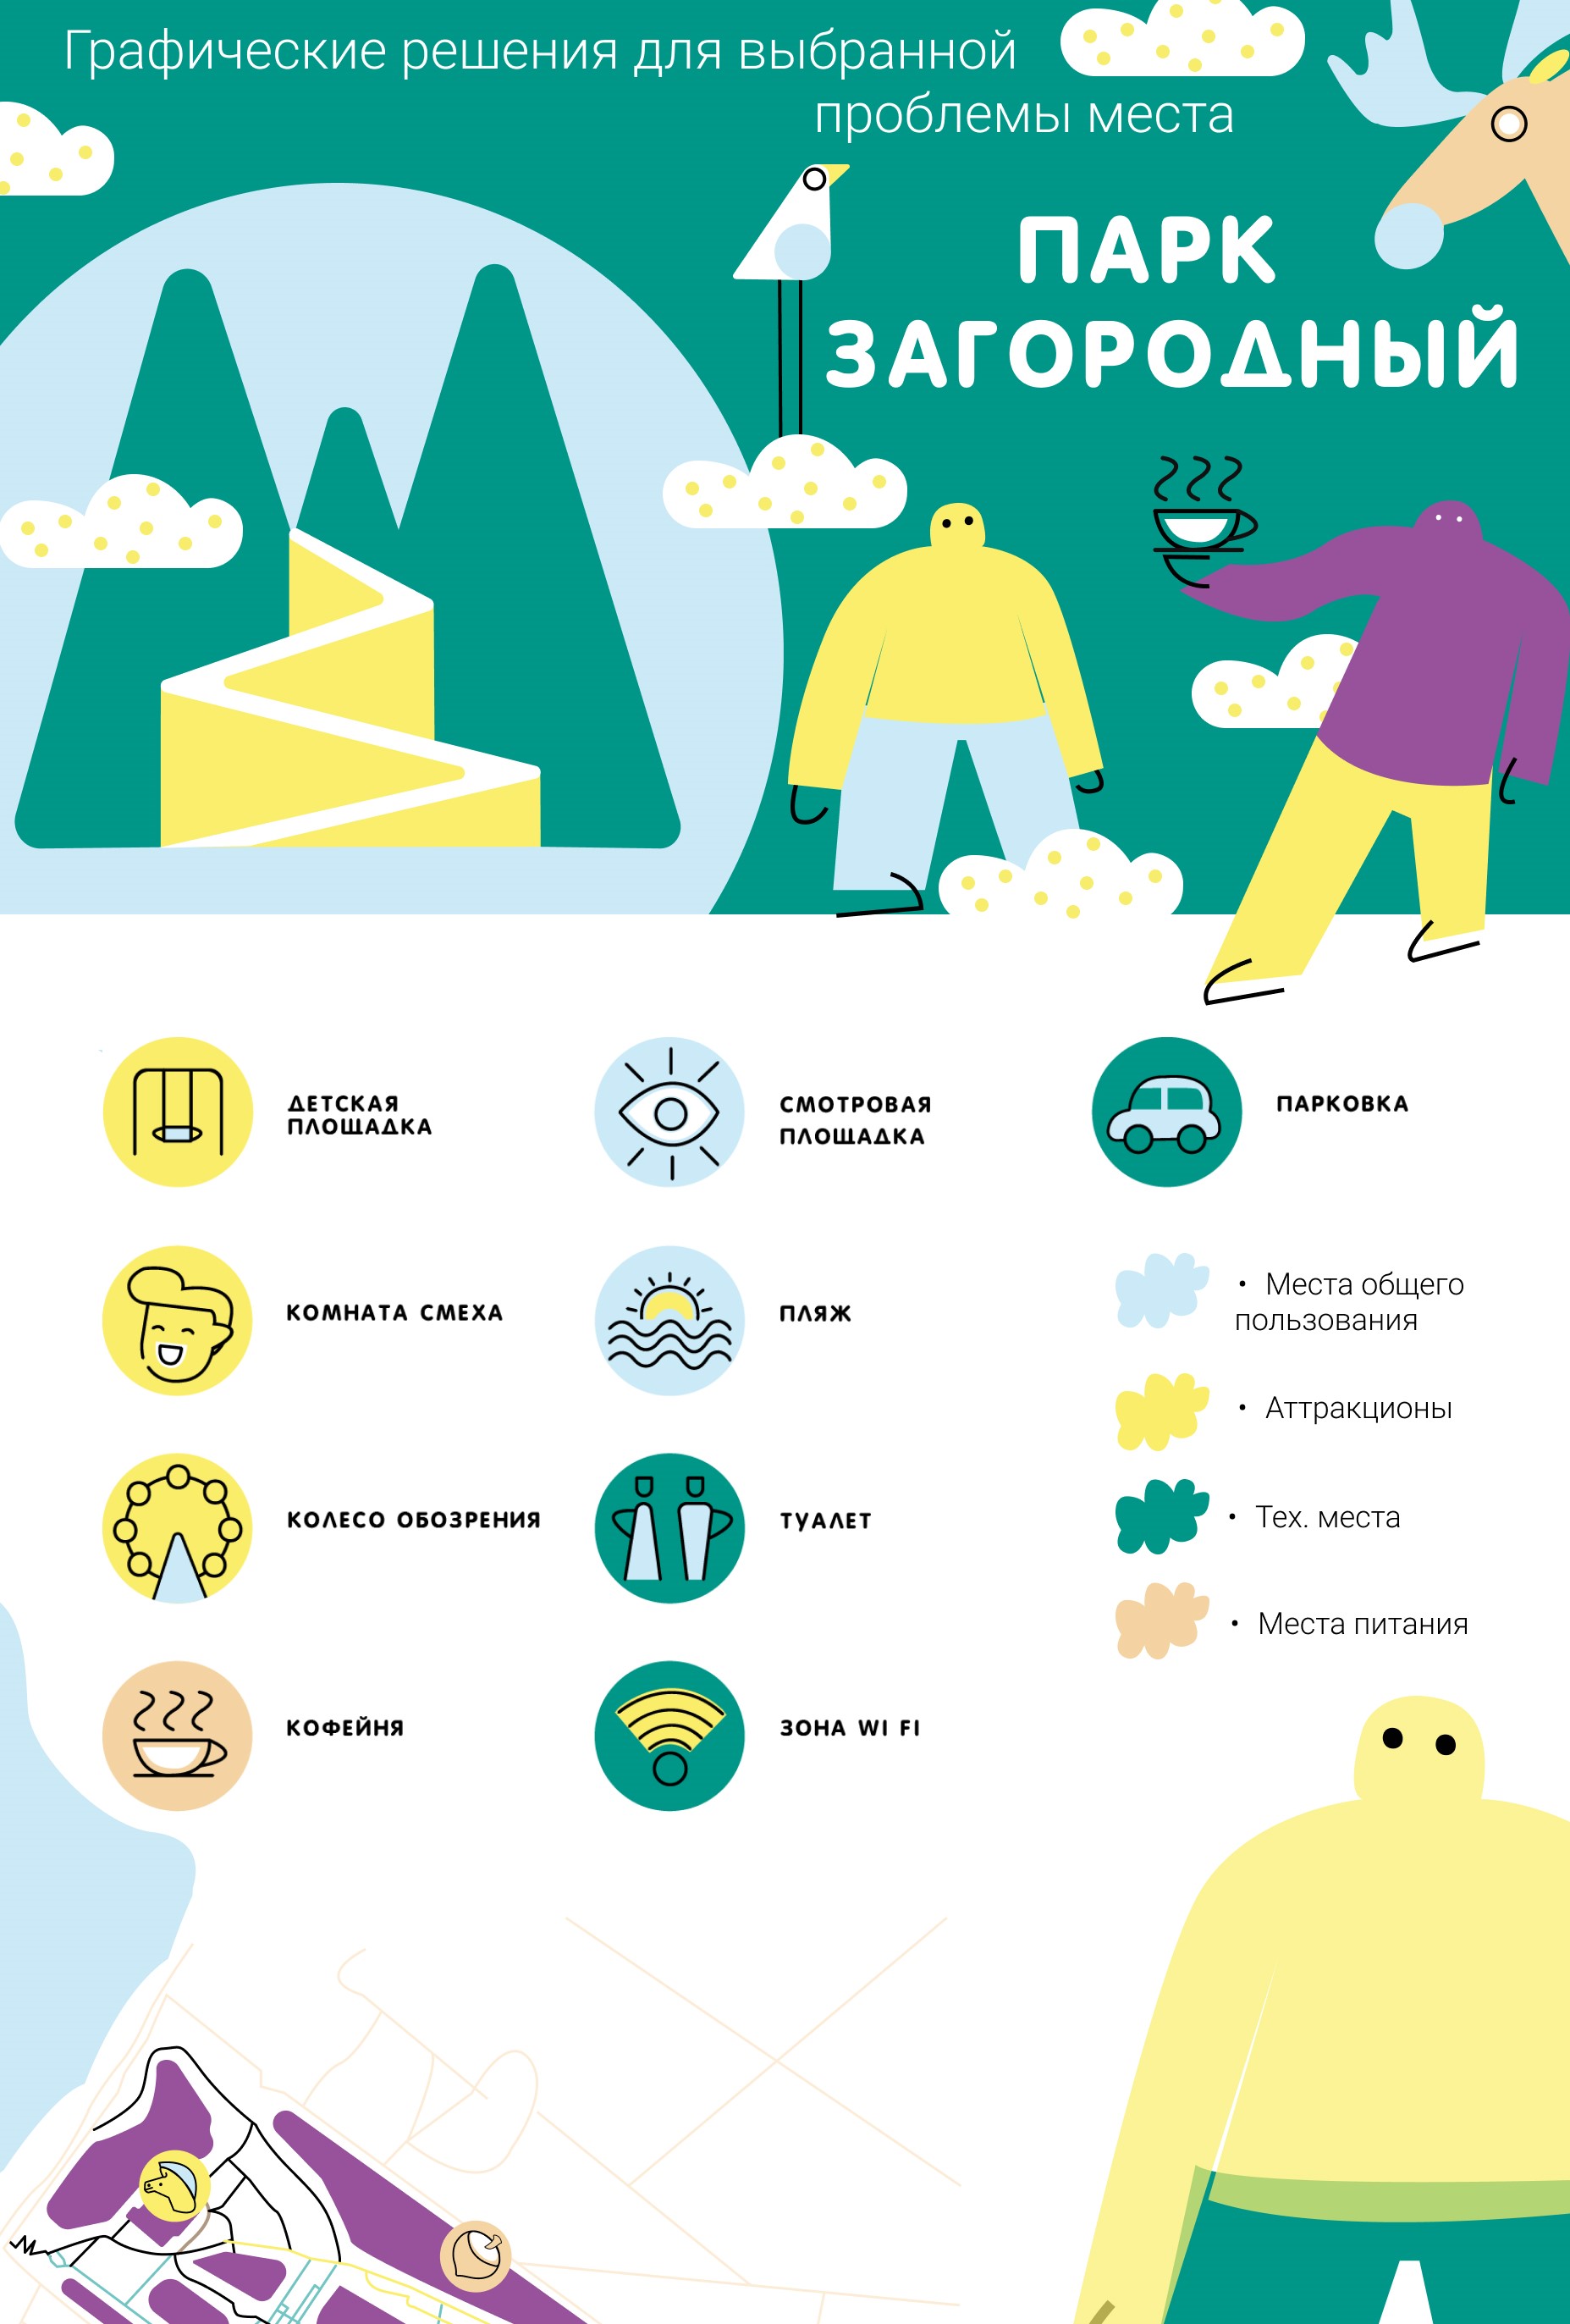 Графические решения для выбранной
проблемы места
ПАРК
ЗАГОРОДНЫЙ
ДЕТСКАЯ
ПЛОЩАДКА
СМОТРОВАЯ
ПЛОЩАДКА
ПАРКОВКА
КОМНАТА СМЕХА
ПЛЯЖ
• Места общего
пользования
• Аттракционы
КОЛЕСО ОБОЗРЕНИЯ
ТУАЛЕТ
• Тех. места
• Места питания
КОФЕЙНЯ
ЗОНА WI FI